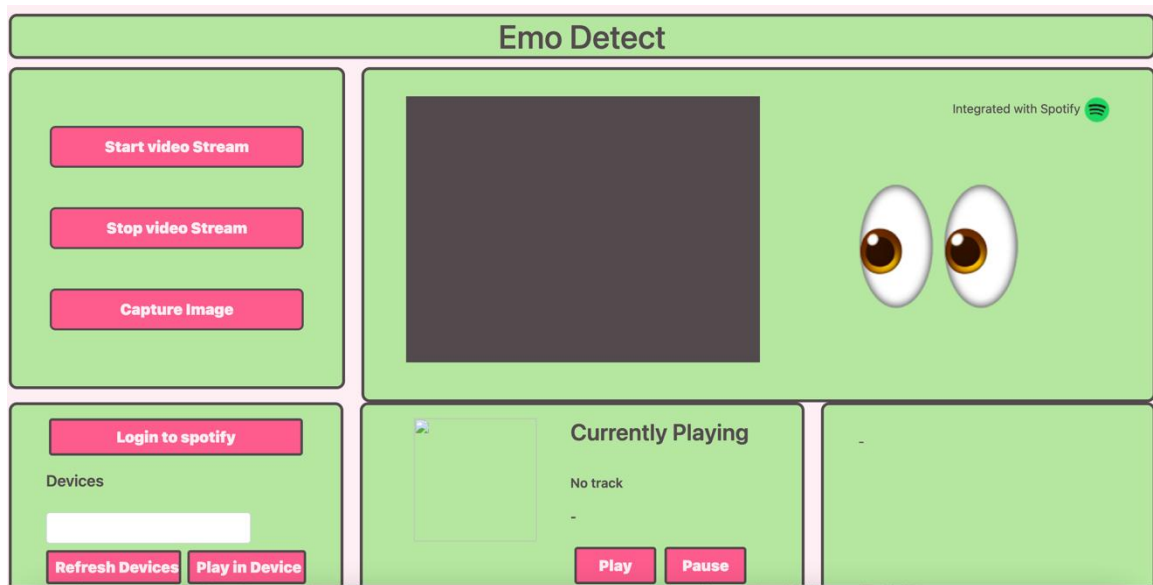 Emo Detect
Start video Stream
Stop video Stream
Capture Image
Integrated with Spotify
Login to spotify
Devices
Refresh Devices
Play in Device
Currently Playing
No track
-
Play
Pause
-